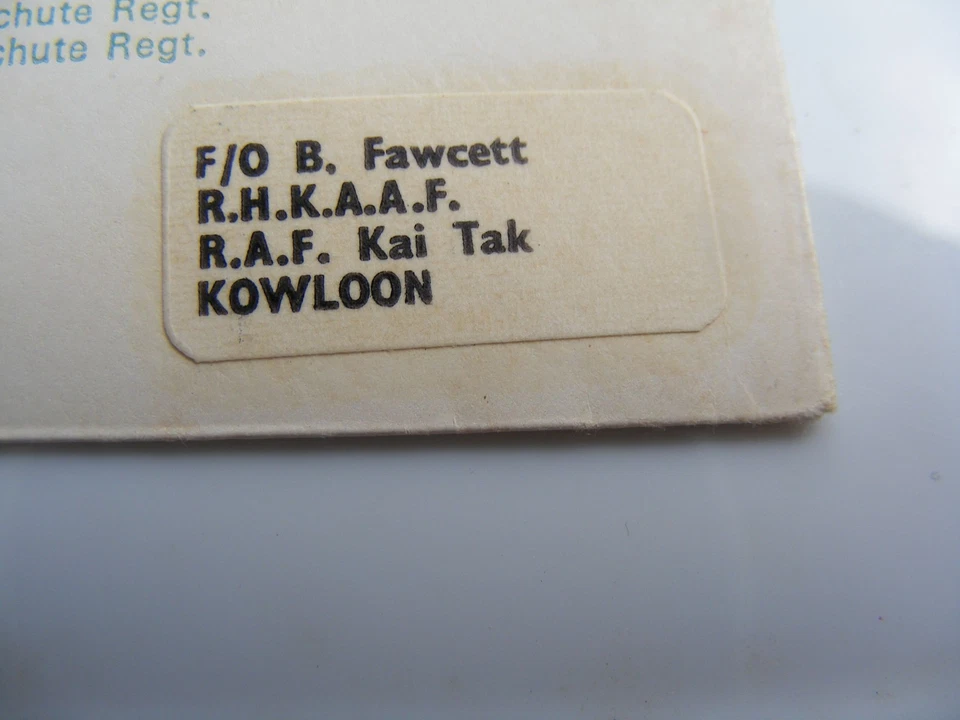 chute Regt.
chute Regt.
F/O B. Fawcett
R.H.K.A.A.F.
R.A.F. Kai Tak
KOWLOON